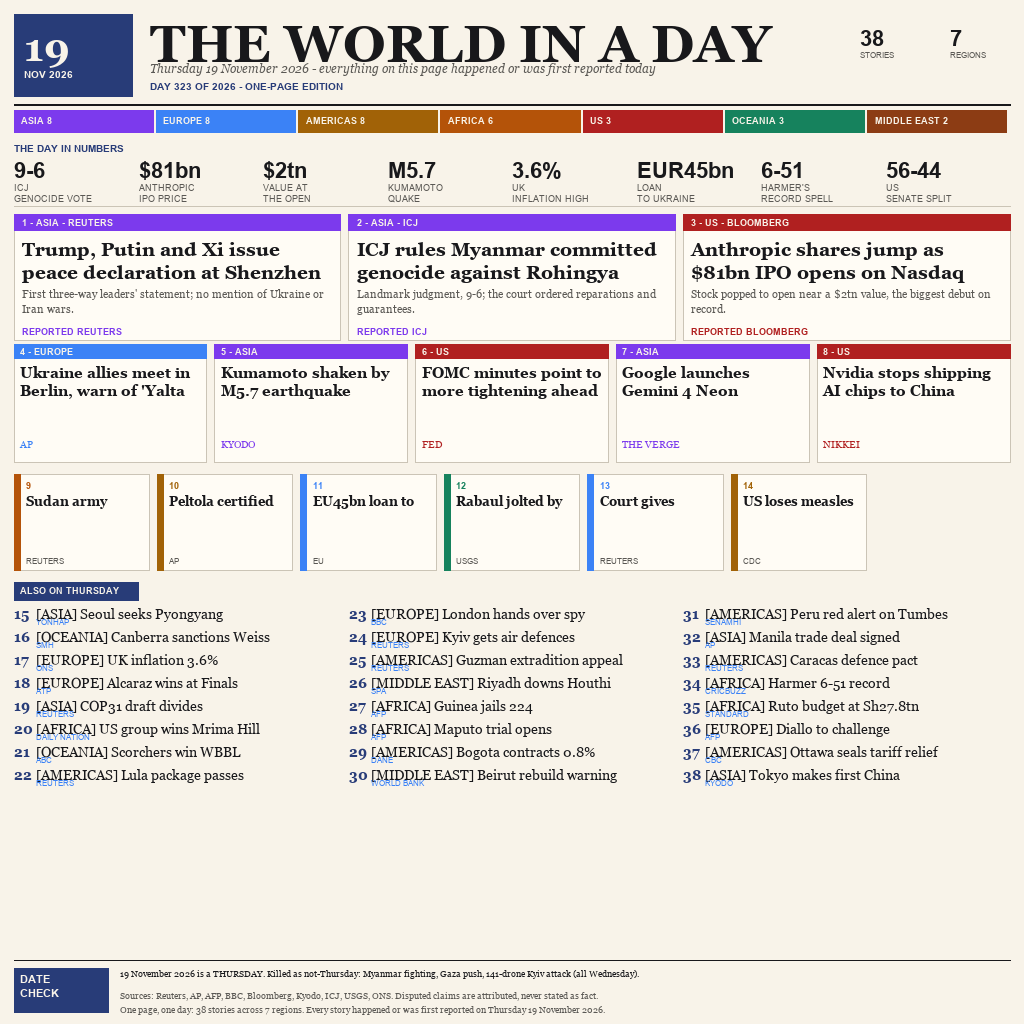 19
NOV 2026
THE WORLD IN A DAY
Thursday 19 November 2026 - everything on this page happened or was first reported today
DAY 323 OF 2026 - ONE-PAGE EDITION
38
STORIES
7
REGIONS
ASIA 8
EUROPE 8
AMERICAS 8
AFRICA 6
US 3
OCEANIA 3
MIDDLE EAST 2
THE DAY IN NUMBERS
9-6
ICJ
GENOCIDE VOTE
$81bn
ANTHROPIC
IPO PRICE
$2tn
VALUE AT
THE OPEN
M5.7
KUMAMOTO
QUAKE
3.6%
UK
INFLATION HIGH
EUR45bn
LOAN
TO UKRAINE
6-51
HARMER'S
RECORD SPELL
56-44
US
SENATE SPLIT
1 - ASIA - REUTERS
Trump, Putin and Xi issue
peace declaration at Shenzhen
First three-way leaders' statement; no mention of Ukraine or
Iran wars.
REPORTED REUTERS
2 - ASIA - ICJ
ICJ rules Myanmar committed
genocide against Rohingya
Landmark judgment, 9-6; the court ordered reparations and
guarantees.
REPORTED ICJ
3 - US - BLOOMBERG
Anthropic shares jump as
$81bn IPO opens on Nasdaq
Stock popped to open near a $2tn value, the biggest debut on
record.
REPORTED BLOOMBERG
4 - EUROPE
Ukraine allies meet in
Berlin, warn of 'Yalta
AP
5 - ASIA
Kumamoto shaken by
M5.7 earthquake
KYODO
6 - US
FOMC minutes point to
more tightening ahead
FED
7 - ASIA
Google launches
Gemini 4 Neon
THE VERGE
8 - US
Nvidia stops shipping
AI chips to China
NIKKEI
9
Sudan army
REUTERS
10
Peltola certified
AP
11
EU45bn loan to
EU
12
Rabaul jolted by
USGS
13
Court gives
REUTERS
14
US loses measles
CDC
ALSO ON THURSDAY
15 [ASIA] Seoul seeks Pyongyang
YONHAP
16 [OCEANIA] Canberra sanctions Weiss
SMH
17 [EUROPE] UK inflation 3.6%
ONS
18 [EUROPE] Alcaraz wins at Finals
ATP
19 [ASIA] COP31 draft divides
REUTERS
20 [AFRICA] US group wins Mrima Hill
DAILY NATION
21 [OCEANIA] Scorchers win WBBL
ABC
22 [AMERICAS] Lula package passes
REUTERS
23 [EUROPE] London hands over spy
BBC
24 [EUROPE] Kyiv gets air defences
REUTERS
25 [AMERICAS] Guzman extradition appeal
REUTERS
26 [MIDDLE EAST] Riyadh downs Houthi
SPA
27 [AFRICA] Guinea jails 224
AFP
28 [AFRICA] Maputo trial opens
AFP
29 [AMERICAS] Bogota contracts 0.8%
DANE
30 [MIDDLE EAST] Beirut rebuild warning
WORLD BANK
31 [AMERICAS] Peru red alert on Tumbes
SENAMHI
32 [ASIA] Manila trade deal signed
AP
33 [AMERICAS] Caracas defence pact
REUTERS
34 [AFRICA] Harmer 6-51 record
CRICBUZZ
35 [AFRICA] Ruto budget at Sh27.8tn
STANDARD
36 [EUROPE] Diallo to challenge
AFP
37 [AMERICAS] Ottawa seals tariff relief
CBC
38 [ASIA] Tokyo makes first China
KYODO
DATE
CHECK
19 November 2026 is a THURSDAY. Killed as not-Thursday: Myanmar fighting, Gaza push, 141-drone Kyiv attack (all Wednesday).
Sources: Reuters, AP, AFP, BBC, Bloomberg, Kyodo, ICJ, USGS, ONS. Disputed claims are attributed, never stated as fact.
One page, one day: 38 stories across 7 regions. Every story happened or was first reported on Thursday 19 November 2026.